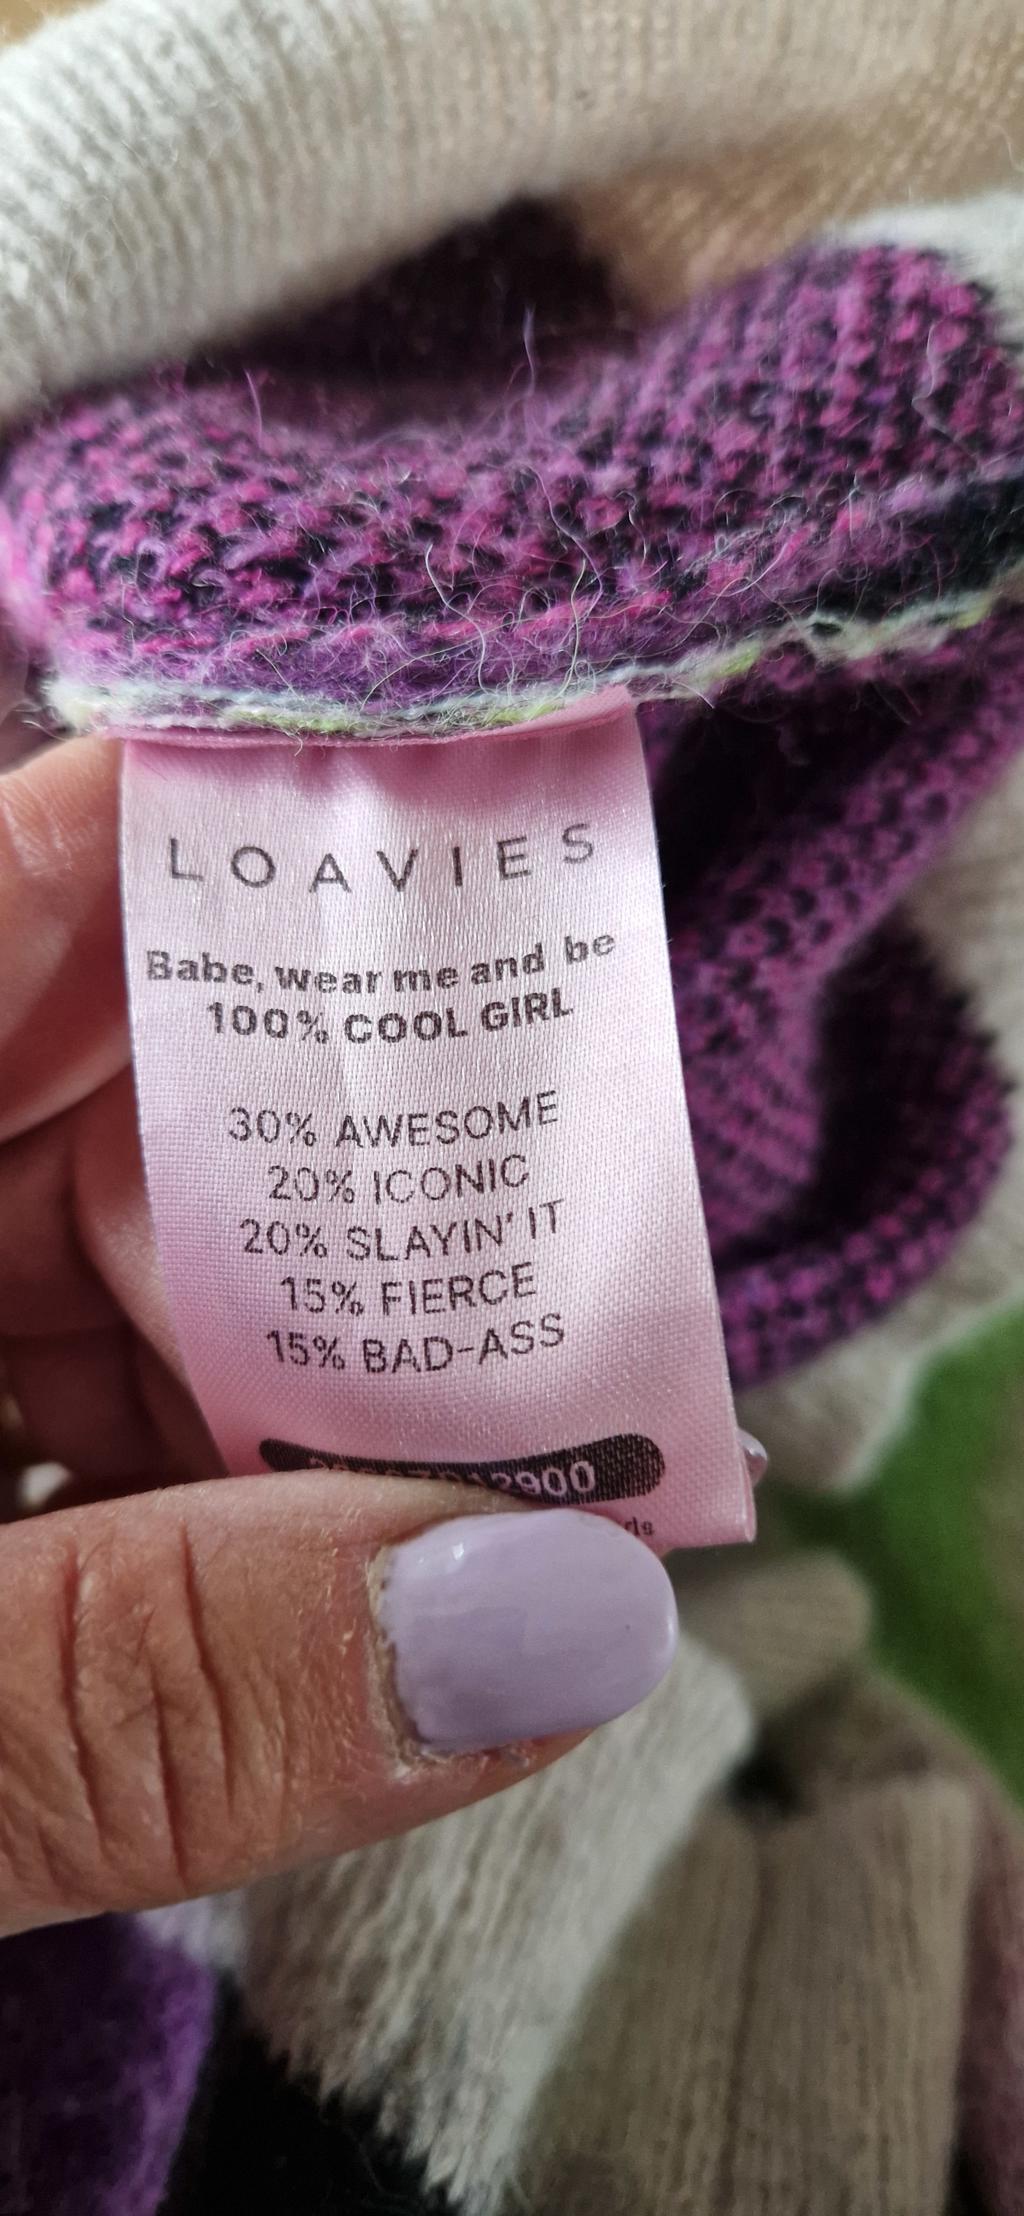 LOAVIES
Babe, wear me and be
100% COOL GIRL
30% AWESOME
20% ICONIC
20% SLAYIN' IT
15% FIERCE
15% BAD-ASS